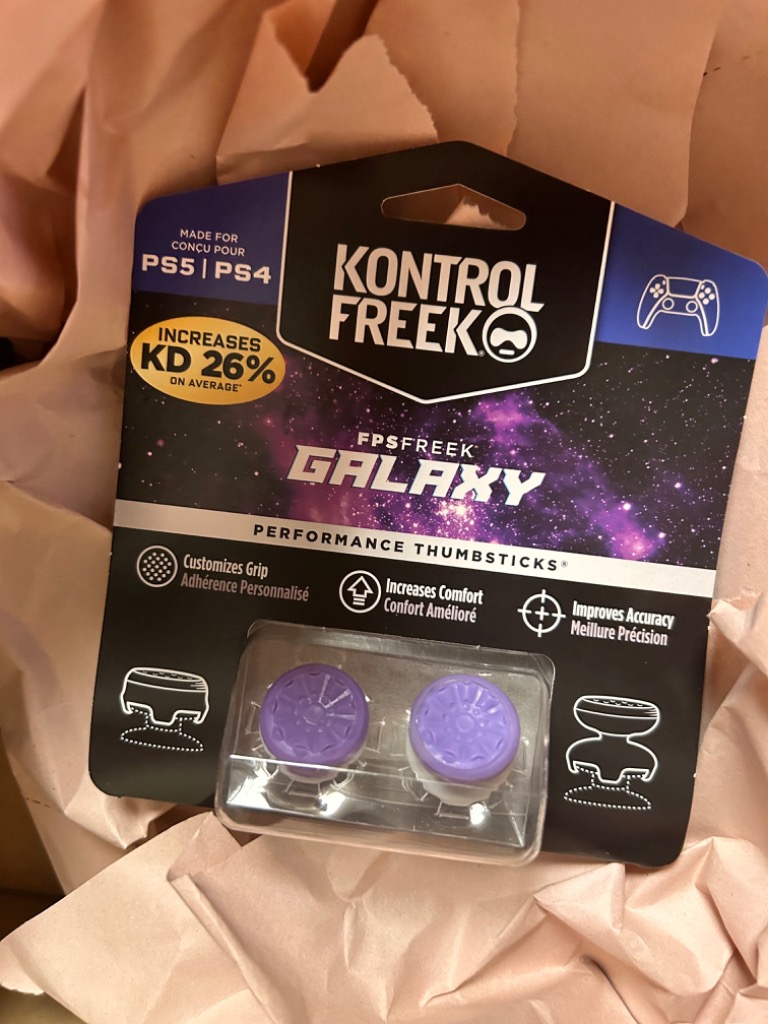 MADE FOR
CONÇU POUR
PS5 | PS4
KONTROL
FREEK®
INCREASES
KD 26%
ON AVERAGE*
FPSFREEK
GALAXY
PERFORMANCE THUMBSTICKS®
Customizes Grip
Adhérence Personnalisé
Increases Comfort
Confort Amélioré
Improves Accuracy
Meillure Précision